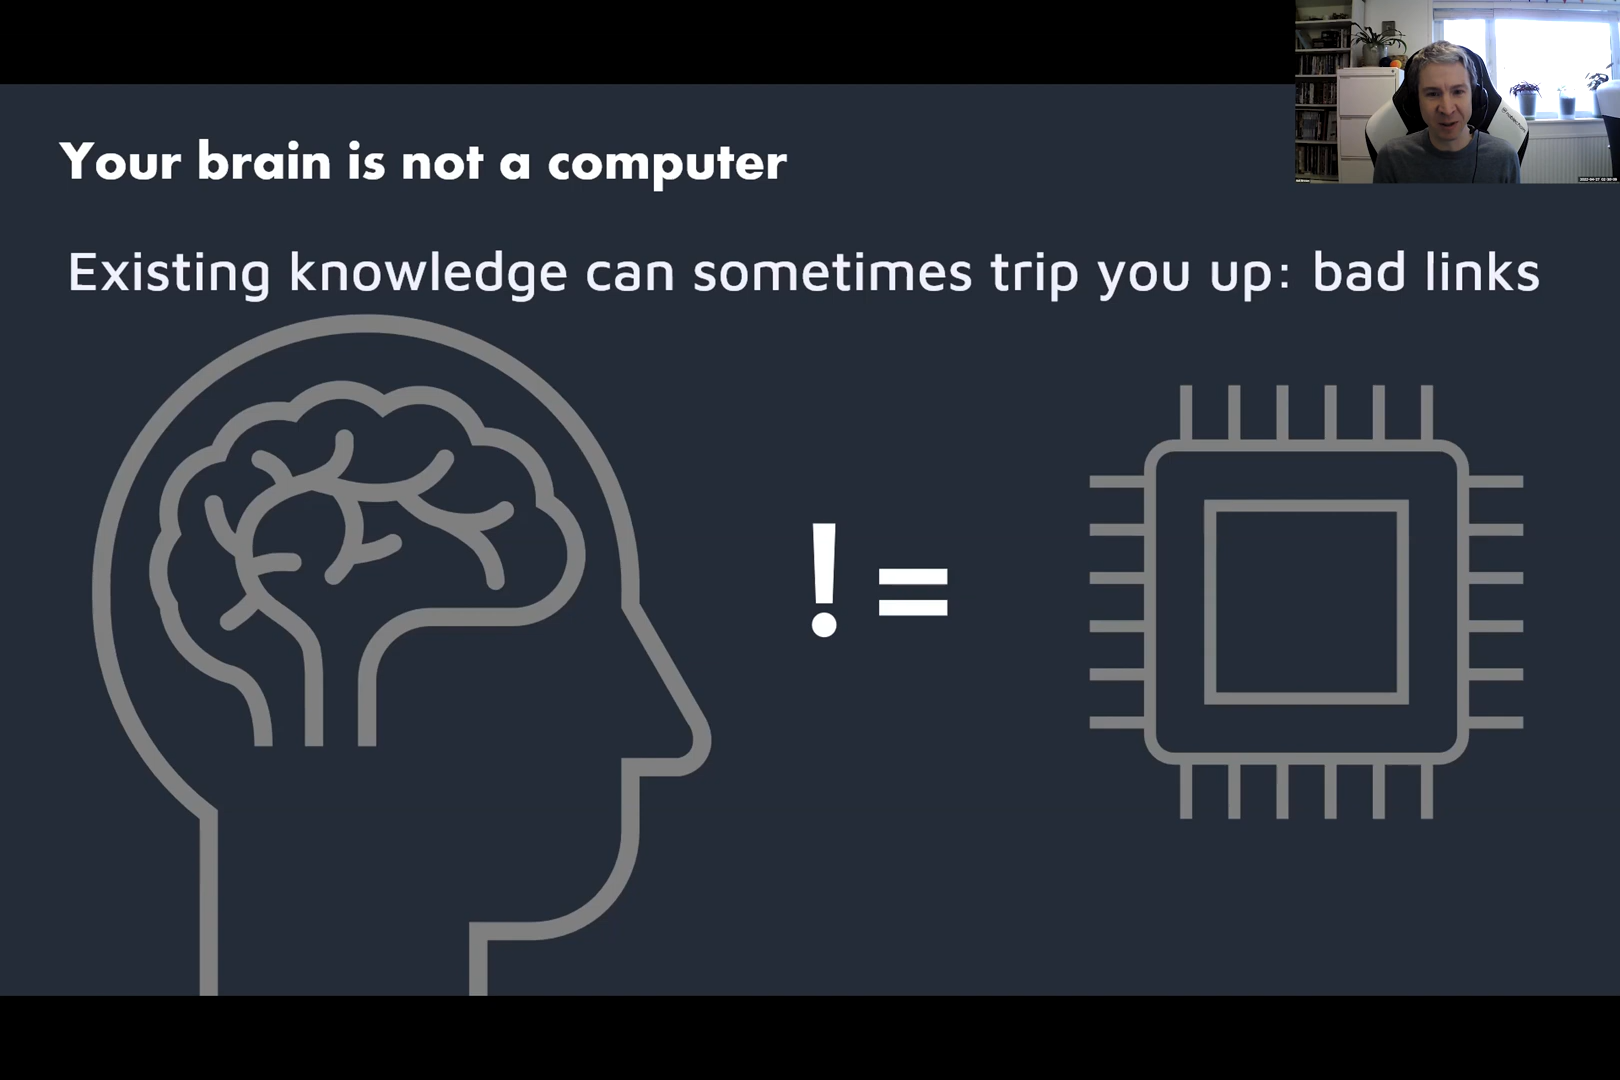 Your brain is not a computer
Existing knowledge can sometimes trip you up: bad links
!=